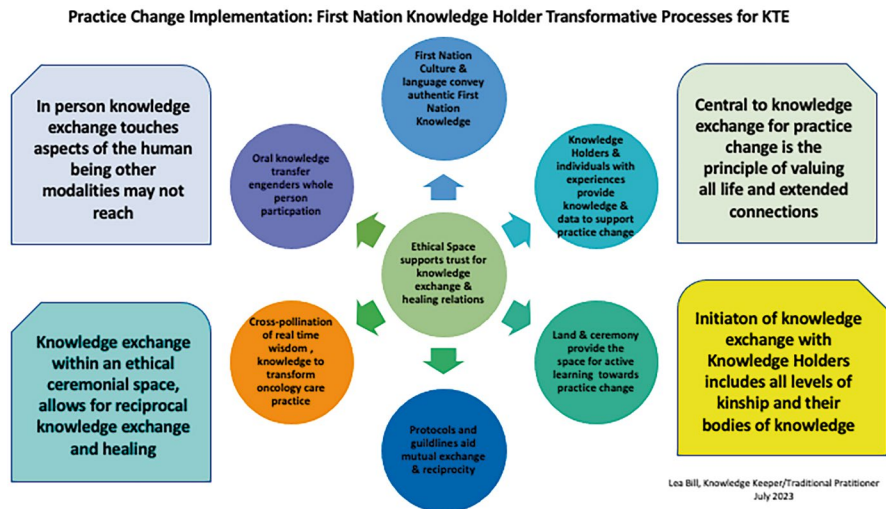 Practice Change Implementation: First Nation Knowledge Holder Transformative Processes for KTE
In person knowledge
exchange touches
aspects of the human
being other
modalities may not
reach
First Nation
Culture &
language convey
authentic First
Nation
Knowledge
Central to knowledge
exchange for practice
change is the
principle of valuing
all life and extended
connections
Oral knowledge
transfer
engenders whole
person
particpation
Knowledge
Holders &
individuals with
experiences
provide
knowledge &
data to support
practice change
Ethical Space
supports trust for
knowledge
exchange &
healing relations
Knowledge exchange
within an ethical
ceremonial space,
allows for reciprocal
knowledge exchange
and healing
Cross-pollination
of real time
wisdom ,
knowledge to
transform
oncology care
practice
Land & ceremony
provide the
space for active
learning towards
practice change
Initiaton of knowledge
exchange with
Knowledge Holders
includes all levels of
kinship and their
bodies of knowledge
Protocols and
guildlines aid
mutual exchange
& reciprocity
Lea Bill, Knowledge Keeper/Traditional Pratitioner
July 2023